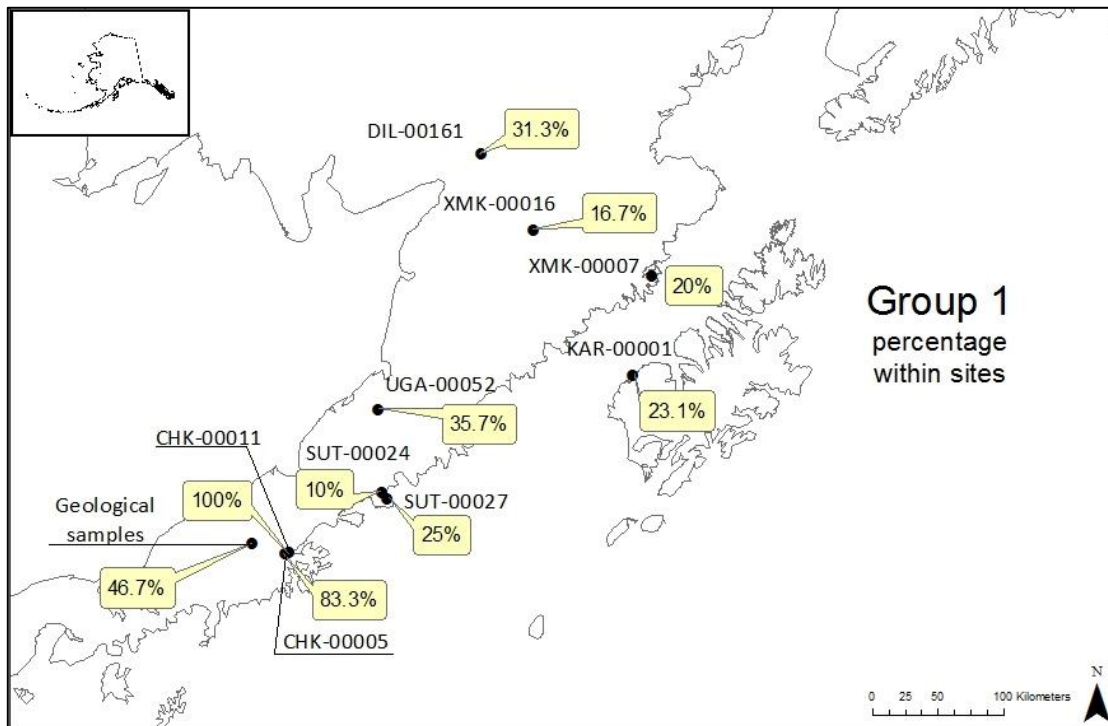 DIL-00161
31.3%
XMK-00016
16.7%
XMK-00007
20%
Group 1
percentage
within sites
KAR-00001
23.1%
UGA-00052
35.7%
CHK-00011
SUT-00024
10%
SUT-00027
25%
100%
Geological
samples
46.7%
83.3%
CHK-00005
N
0 25 50 100 Kilometers